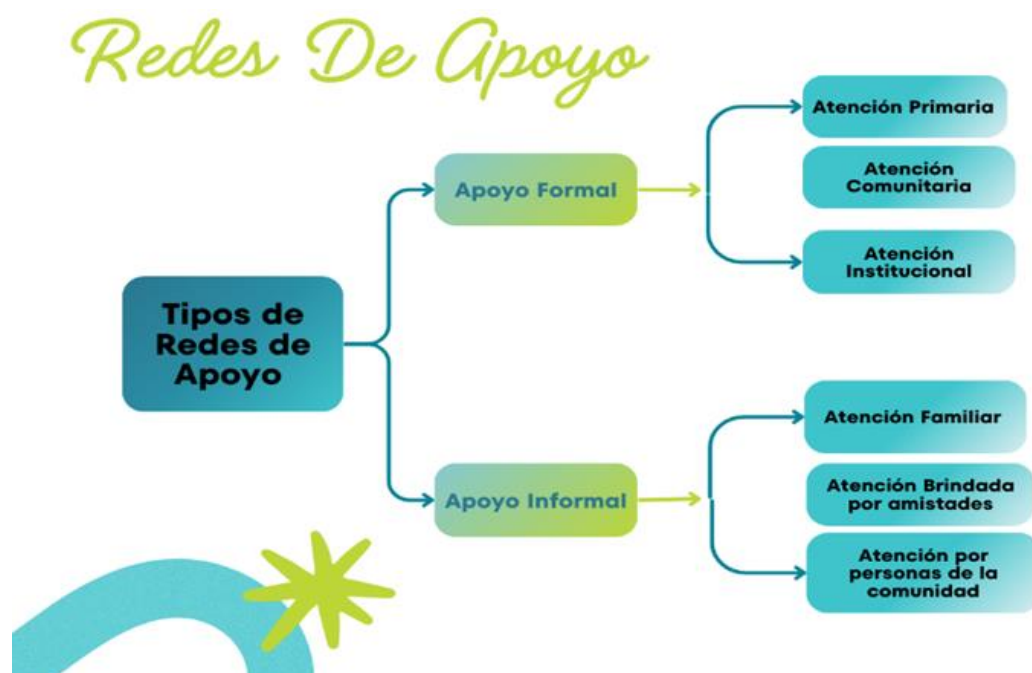 Redes De Apoyo
Tipos de
Redes de
Apoyo
Apoyo Formal
Atención Primaria
Atención
Comunitaria
Atención
Institucional
Apoyo Informal
Atención Familiar
Atención Brindada
por amistades
Atención por
personas de la
comunidad